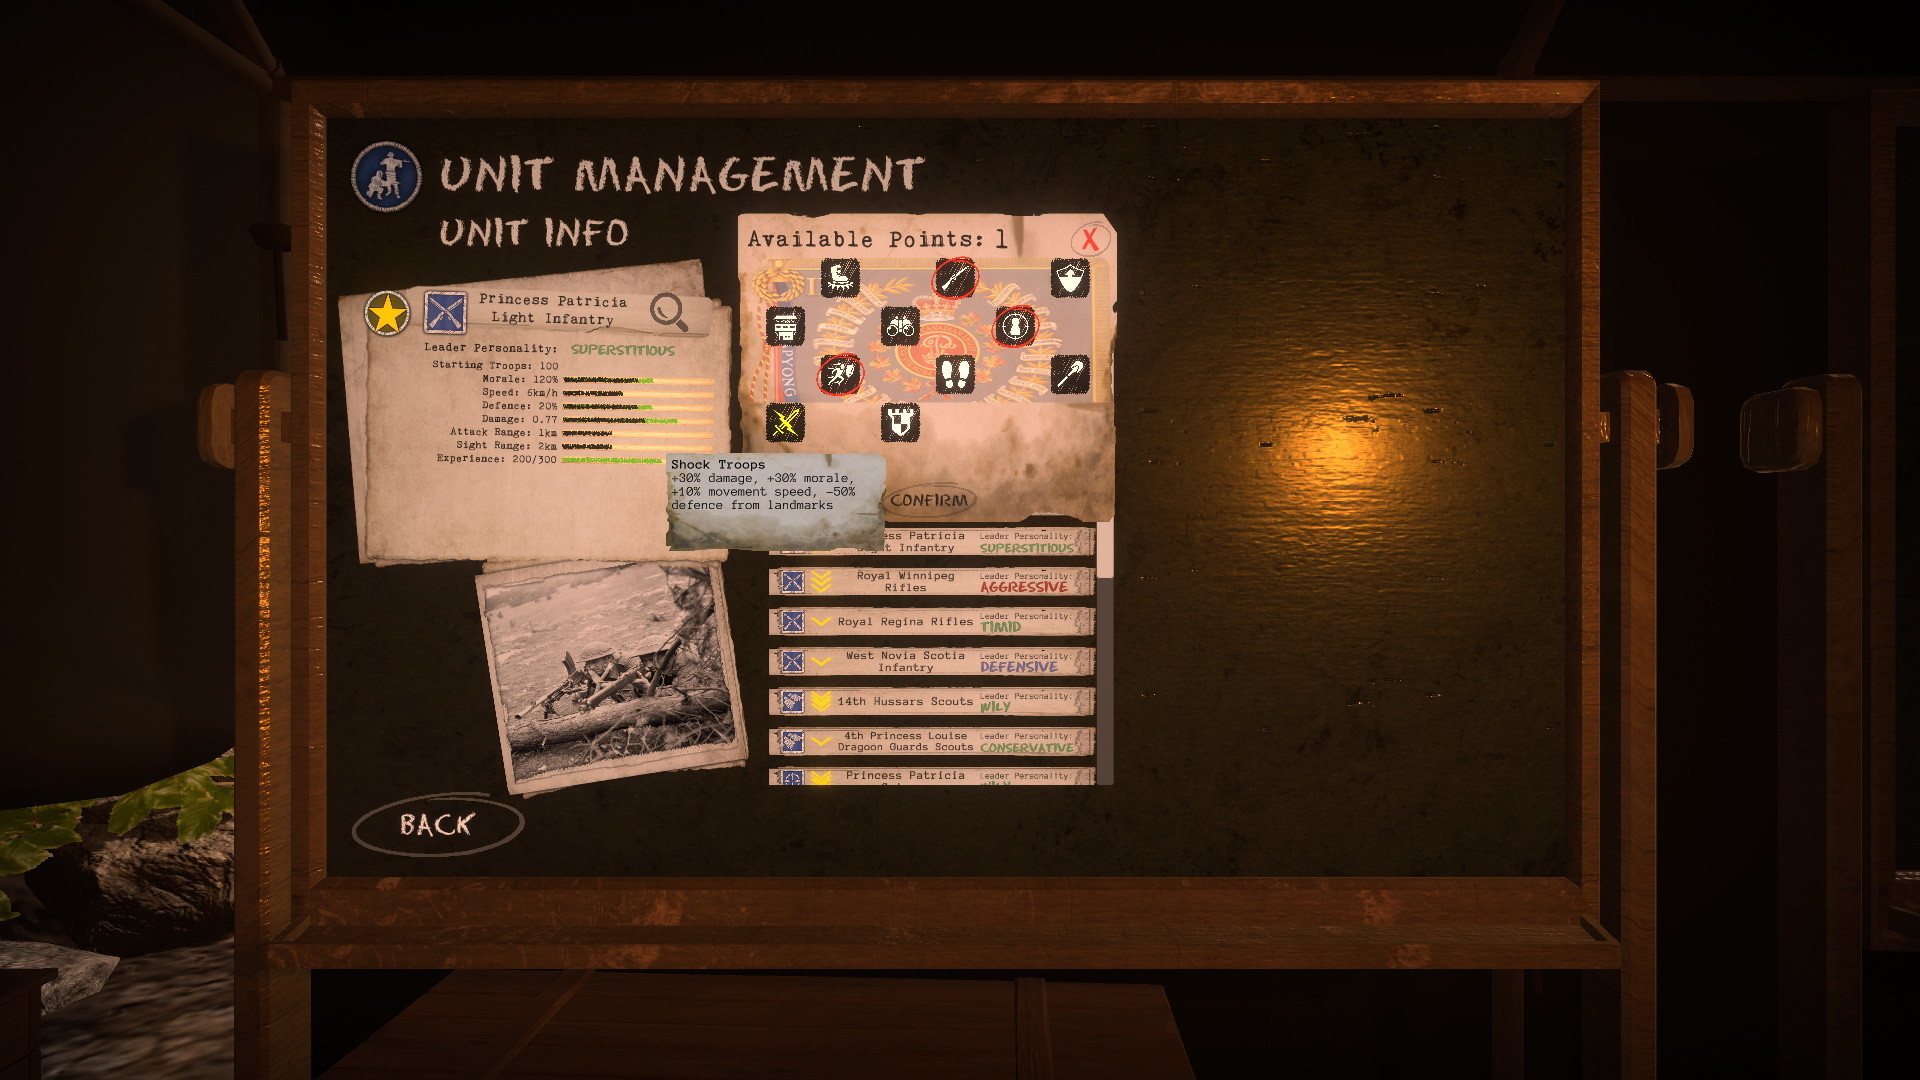 UNIT MANAGEMENT
UNIT INFO
Available Points: 1
X
Princess Patricia
Light Infantry
Leader Personality: SUPERSTITIOUS
Starting Troops: 100
Morale: 120%
Speed: 6km/h
Defence: 20%
Damage: 0.77
Attack Range: 1km
Sight Range: 2km
Experience: 200/300
PYONG
Shock Troops
+30% damage, +30% morale,
+10% movement speed, -50%
defence from landmarks
CONFIRM
Patricia
Infantry
Leader Personality:
SUPERSTITIOUS
Royal Winnipeg
Rifles
Leader Personality:
AGGRESSIVE
Royal Regina Rifles
Leader Personality:
TIMID
West Novia Scotia
Infantry
Leader Personality:
DEFENSIVE
14th Hussars Scouts
Leader Personality:
WILY
4th Princess Louise
Dragoon Guards Scouts
Leader Personality:
CONSERVATIVE
Princess Patricia
Leader Personality:
BACK